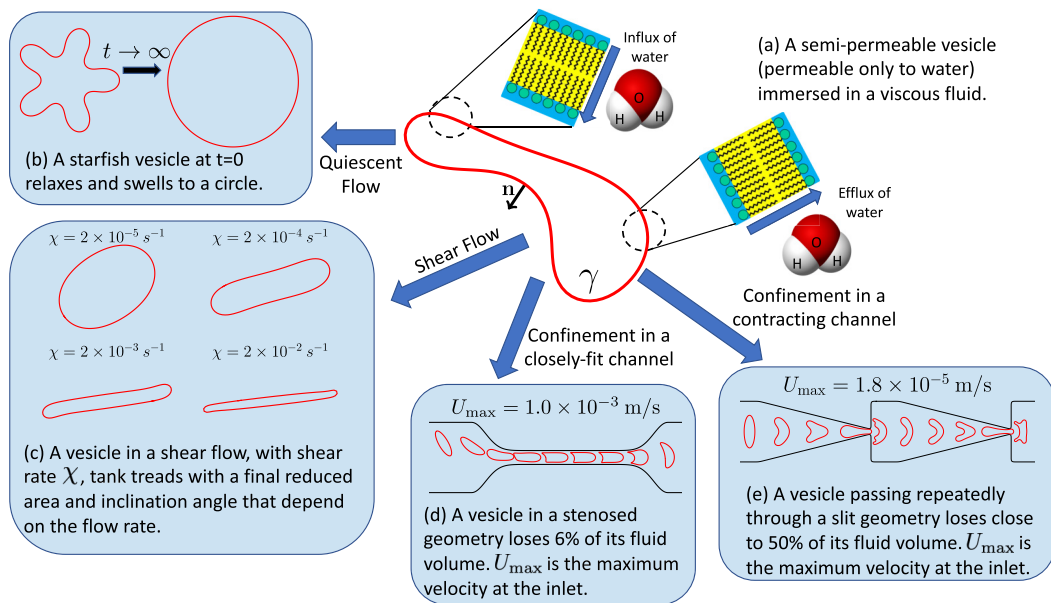 (a) A semi-permeable vesicle
(permeable only to water)
immersed in a viscous fluid.
Influx of
water
O
H
H
Efflux of
water
O
H
H
n
γ
Quiescent
Flow
t → ∞
(b) A starfish vesicle at t=0
relaxes and swells to a circle.
Shear Flow
χ = 2 × 10⁻⁵ s⁻¹
χ = 2 × 10⁻⁴ s⁻¹
χ = 2 × 10⁻³ s⁻¹
χ = 2 × 10⁻² s⁻¹
(c) A vesicle in a shear flow, with shear
rate χ, tank treads with a final reduced
area and inclination angle that depend
on the flow rate.
Confinement in a
closely-fit channel
U_max = 1.0 × 10⁻³ m/s
(d) A vesicle in a stenosed
geometry loses 6% of its fluid
volume. U_max is the maximum
velocity at the inlet.
Confinement in a
contracting channel
U_max = 1.8 × 10⁻⁵ m/s
(e) A vesicle passing repeatedly
through a slit geometry loses close
to 50% of its fluid volume. U_max is
the maximum velocity at the inlet.